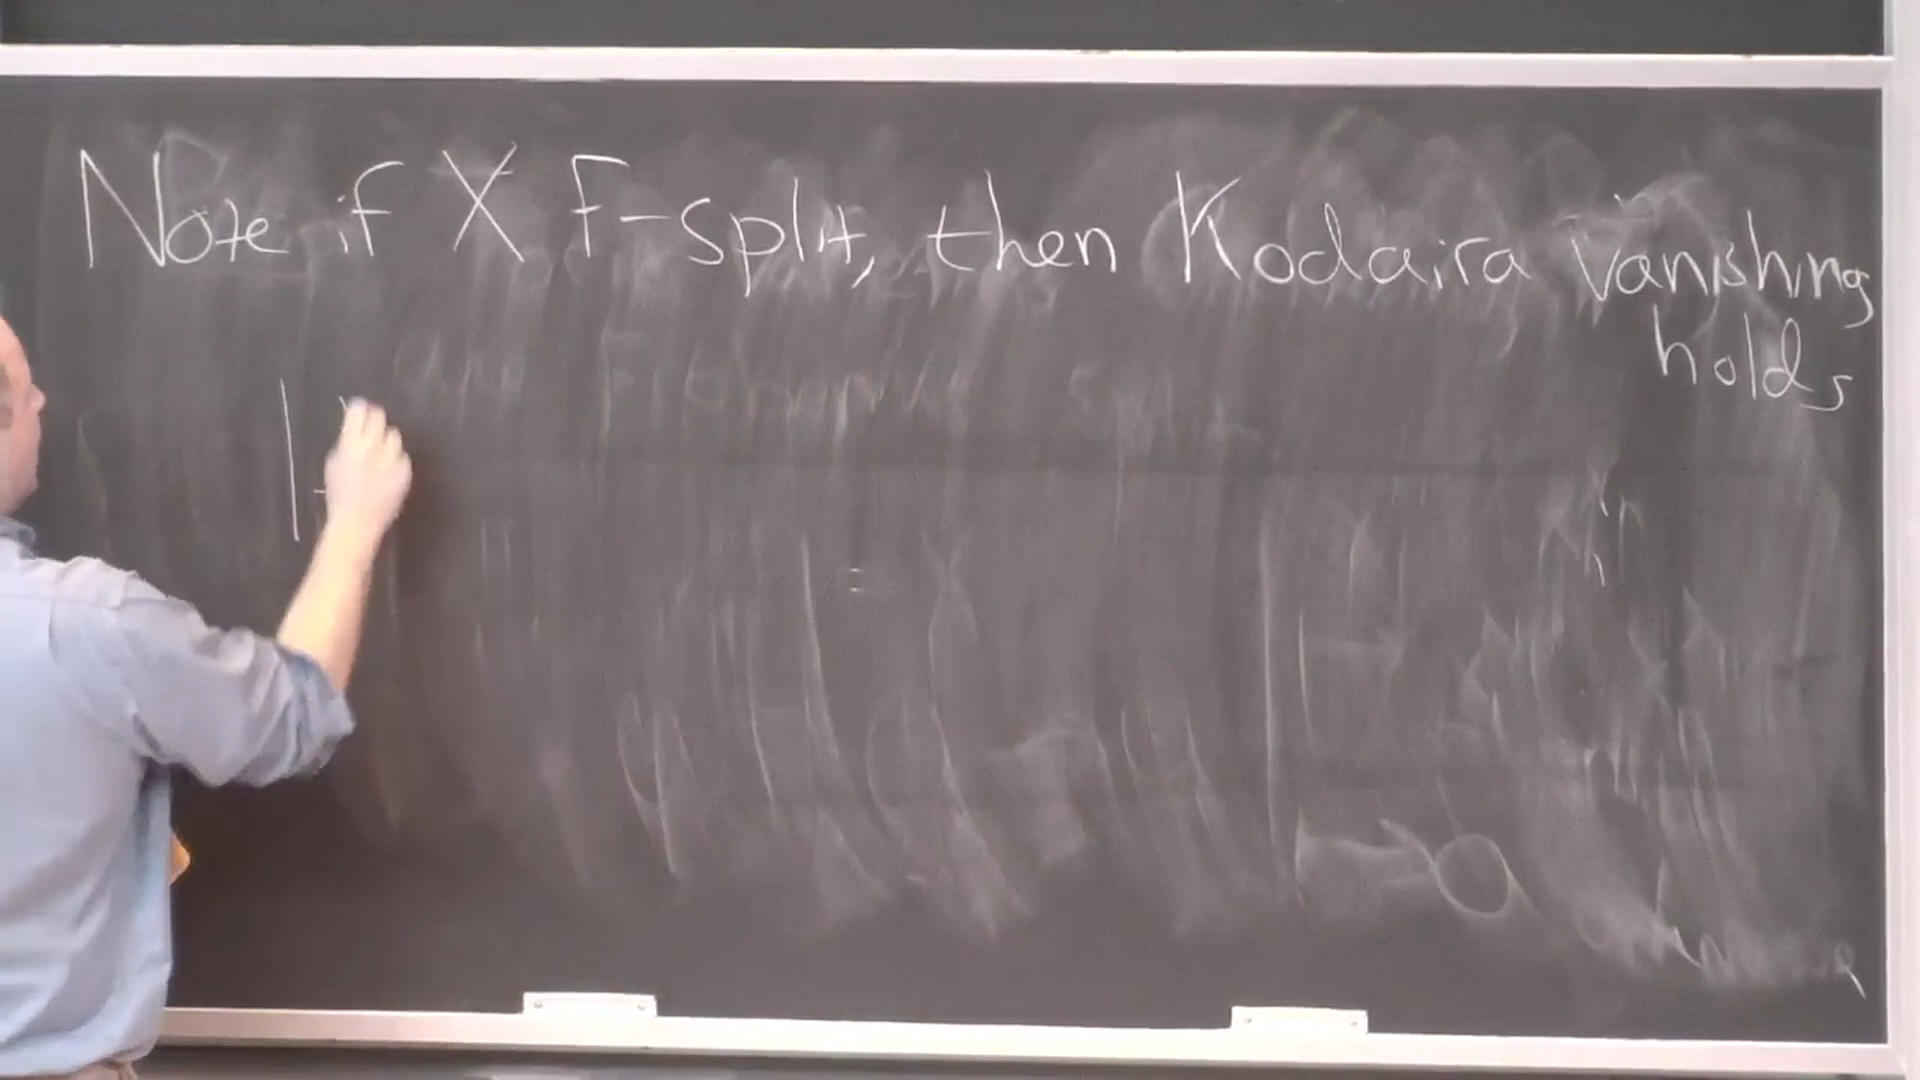 Note if X F-split, then Kodaira vanishing
holds